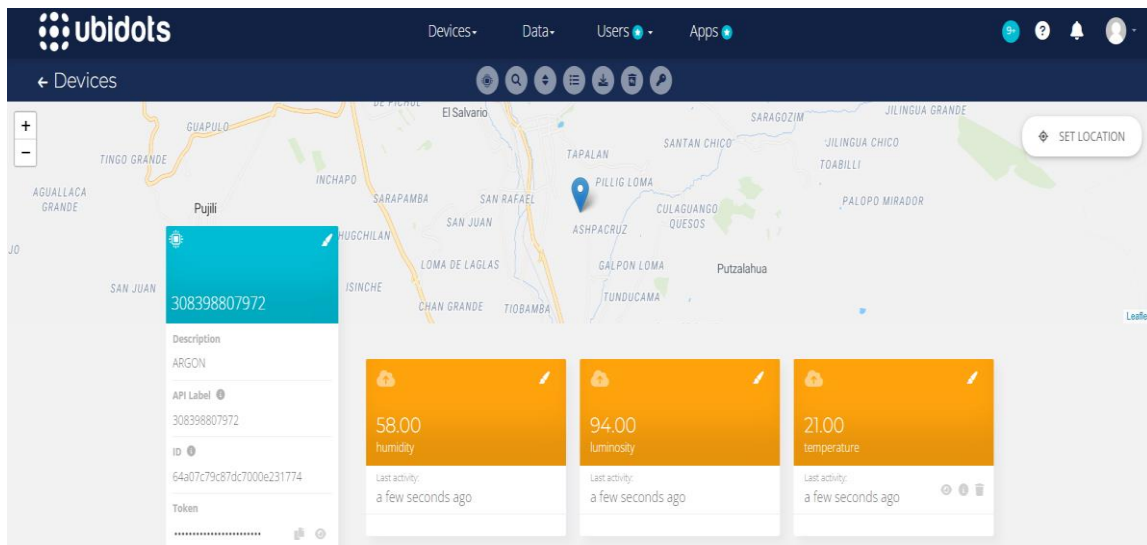 ubidots
Devices Data Users Apps 9+ ?
← Devices
+
−
SET LOCATION
GUAPULO
El Salvario
SARAGOZIN
JILINGUA GRANDE
TINGO GRANDE
TAPALAN
SANTAN CHICO
JILINGUA CHICO
TOABILLI
AGUALLACA
GRANDE
INCHAPO
PILLIG LOMA
Pujilí
SARAPAMBA
SAN RAFAEL
CULAGUANGO
QUESOS
PALOPO MIRADOR
SAN JUAN
ASHPACRUZ
HUGCHILAN
LOMA DE LAGLAS
GALPON LOMA
Putzalahua
SAN JUAN
ISINCHE
CHAN GRANDE
TIOBAMBA
TUNDUCAMA
Leafle
308398807972
Description
ARGON
API Label
308398807972
ID
64a07c79c87dc7000e231774
Token
58.00
humidity
Last activity:
a few seconds ago
94.00
luminosity
Last activity:
a few seconds ago
21.00
temperature
Last activity:
a few seconds ago